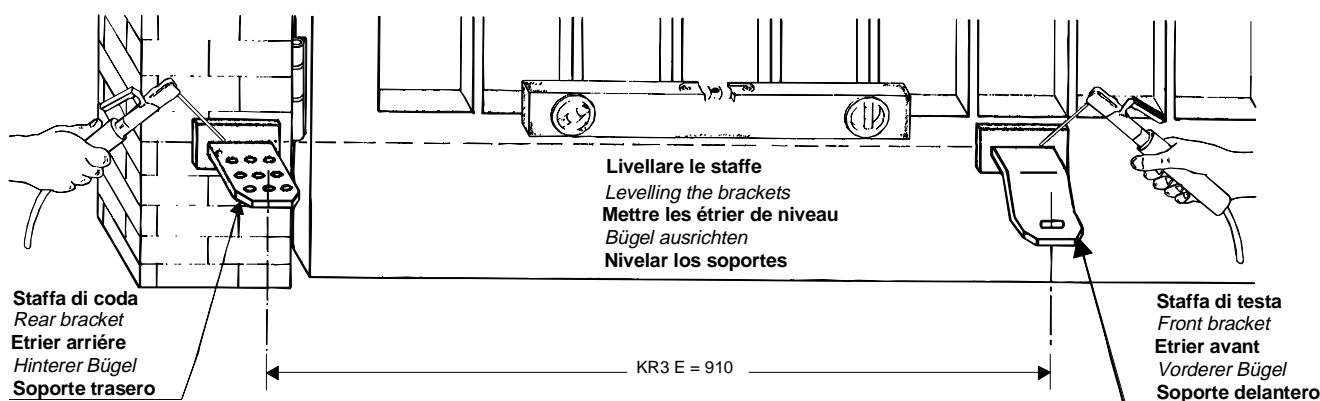 Livellare le staffe
Levelling the brackets
Mettre les étrier de niveau
Bügel ausrichten
Nivelar los soportes
Staffa di coda
Rear bracket
Etrier arriére
Hinterer Bügel
Soporte trasero
KR3 E = 910
Staffa di testa
Front bracket
Etrier avant
Vorderer Bügel
Soporte delantero